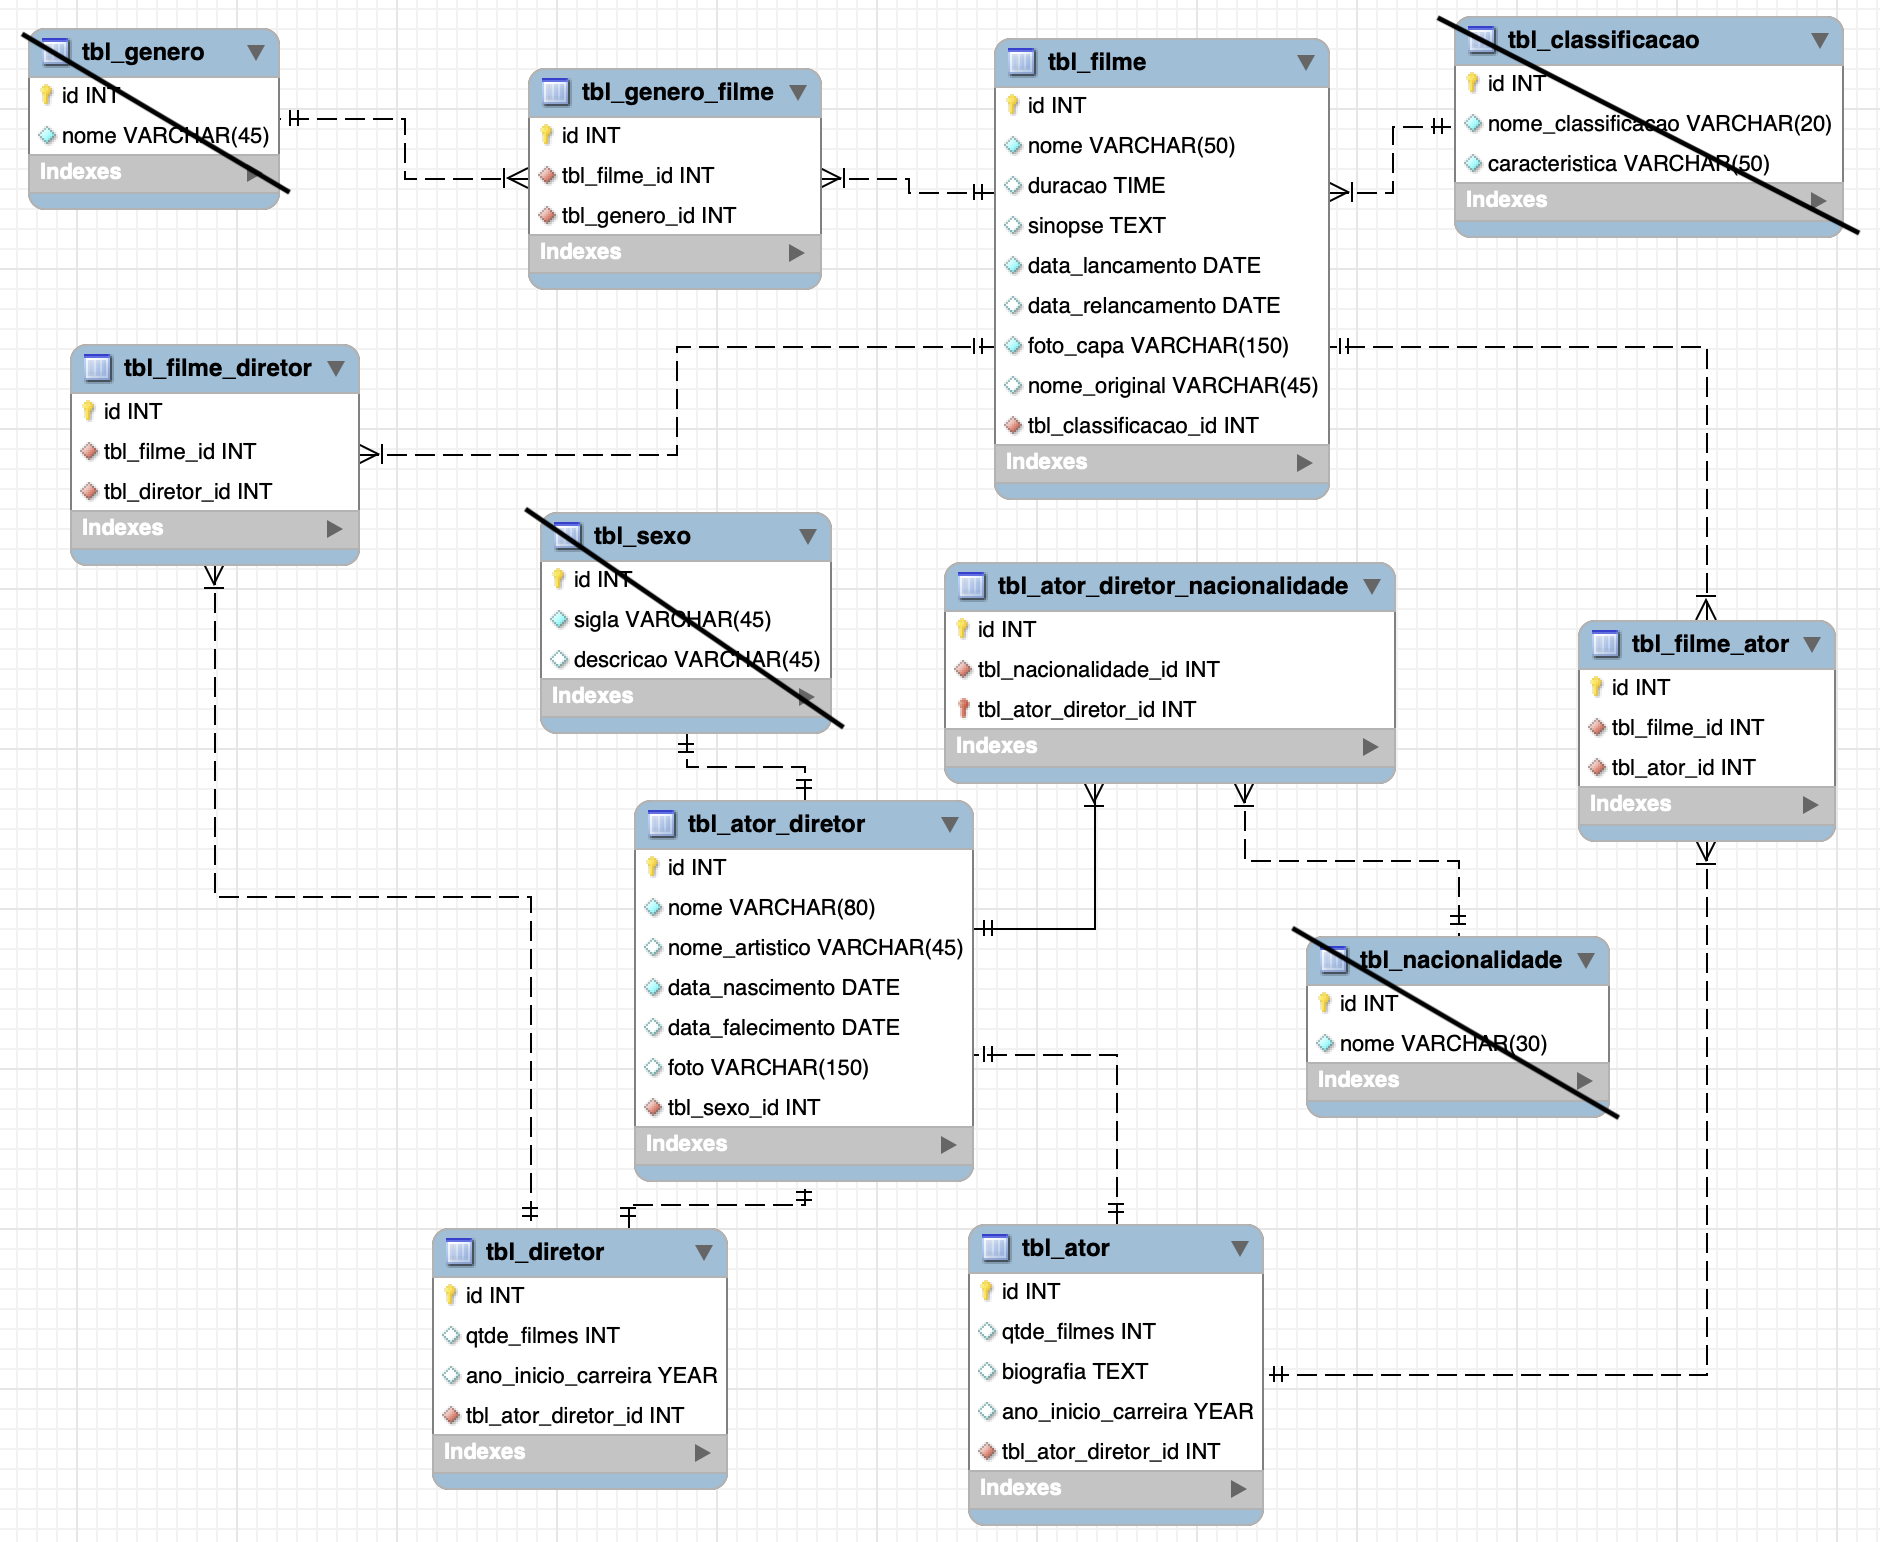 tbl_genero
id INT
nome VARCHAR(45)
Indexes
tbl_genero_filme
id INT
tbl_filme_id INT
tbl_genero_id INT
Indexes
tbl_filme
id INT
nome VARCHAR(50)
duracao TIME
sinopse TEXT
data_lancamento DATE
data_relancamento DATE
foto_capa VARCHAR(150)
nome_original VARCHAR(45)
tbl_classificacao_id INT
Indexes
tbl_classificacao
id INT
nome_classificacao VARCHAR(20)
caracteristica VARCHAR(50)
Indexes
tbl_filme_diretor
id INT
tbl_filme_id INT
tbl_diretor_id INT
Indexes
tbl_sexo
id INT
sigla VARCHAR(45)
descricao VARCHAR(45)
Indexes
tbl_ator_diretor_nacionalidade
id INT
tbl_nacionalidade_id INT
tbl_ator_diretor_id INT
Indexes
tbl_filme_ator
id INT
tbl_filme_id INT
tbl_ator_id INT
Indexes
tbl_ator_diretor
id INT
nome VARCHAR(80)
nome_artistico VARCHAR(45)
data_nascimento DATE
data_falecimento DATE
foto VARCHAR(150)
tbl_sexo_id INT
Indexes
tbl_nacionalidade
id INT
nome VARCHAR(30)
Indexes
tbl_diretor
id INT
qtde_filmes INT
ano_inicio_carreira YEAR
tbl_ator_diretor_id INT
Indexes
tbl_ator
id INT
qtde_filmes INT
biografia TEXT
ano_inicio_carreira YEAR
tbl_ator_diretor_id INT
Indexes